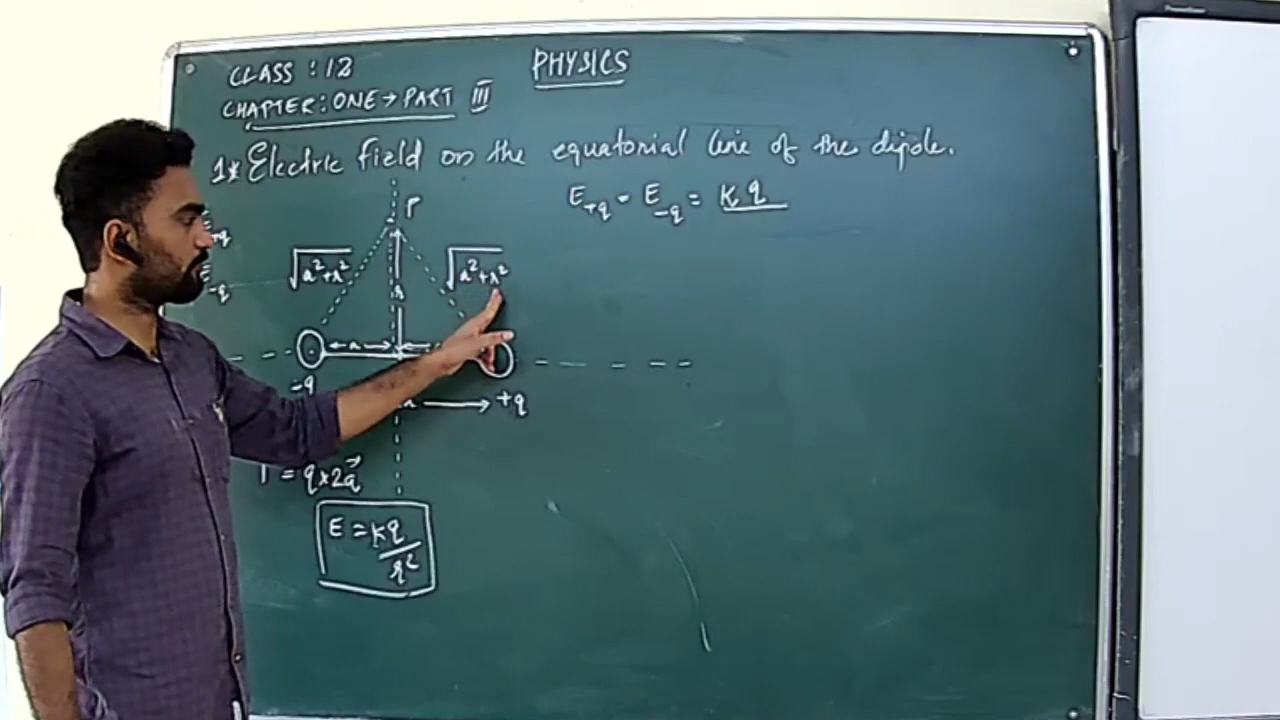 PHYSICS
CLASS : 12
CHAPTER : ONE → PART III
1* Electric field on the equatorial line of the dipole.
E+q = E-q = Kq
P
+q
-q
√a²+r²
√a²+r²
r
a
-q
a
+q
= q×2a⃗
E = Kq
r²